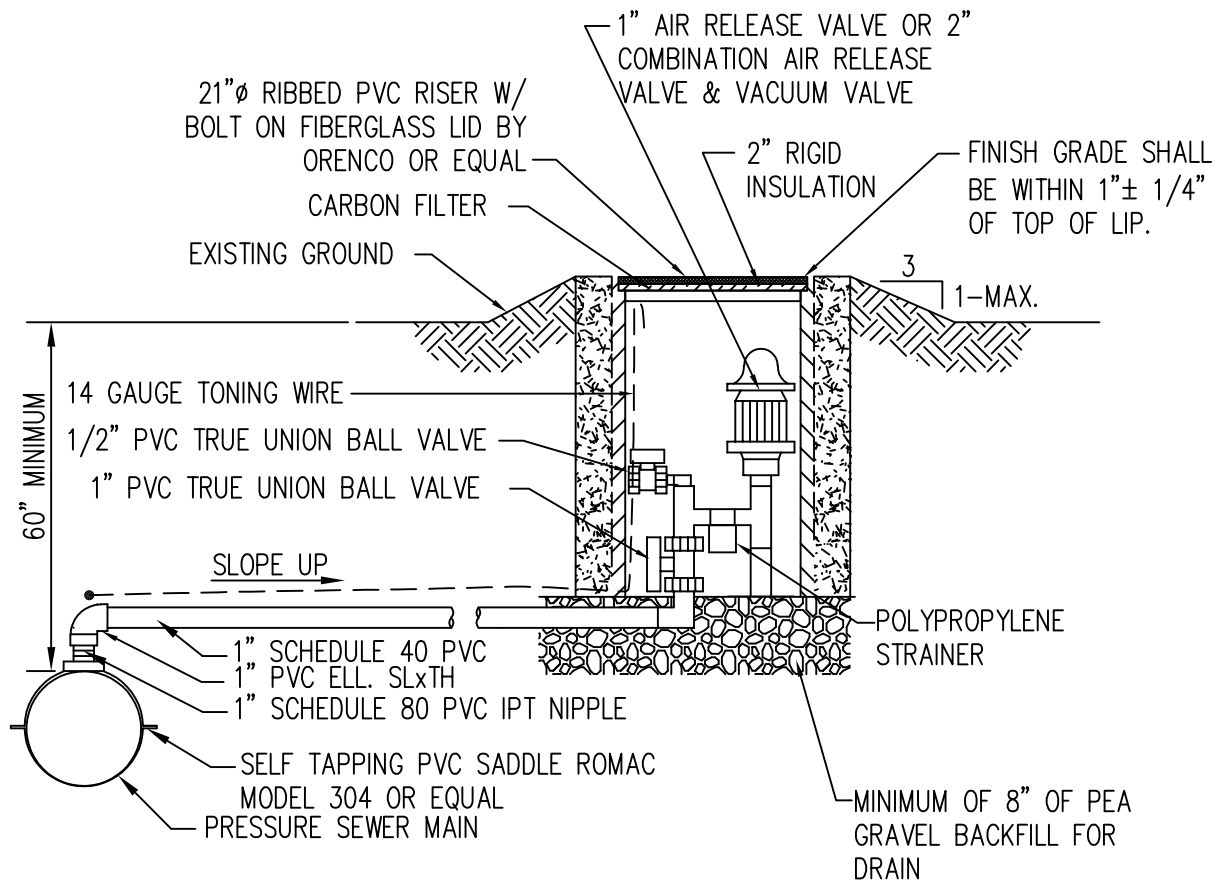 1” AIR RELEASE VALVE OR 2”
COMBINATION AIR RELEASE
VALVE & VACUUM VALVE
21”ø RIBBED PVC RISER W/
BOLT ON FIBERGLASS LID BY
ORENCO OR EQUAL
2” RIGID
INSULATION
FINISH GRADE SHALL
BE WITHIN 1”± 1/4”
OF TOP OF LIP.
CARBON FILTER
EXISTING GROUND
3
1-MAX.
60” MINIMUM
14 GAUGE TONING WIRE
1/2” PVC TRUE UNION BALL VALVE
1” PVC TRUE UNION BALL VALVE
SLOPE UP
POLYPROPYLENE
STRAINER
1” SCHEDULE 40 PVC
1” PVC ELL. SLxTH
1” SCHEDULE 80 PVC IPT NIPPLE
SELF TAPPING PVC SADDLE ROMAC
MODEL 304 OR EQUAL
PRESSURE SEWER MAIN
MINIMUM OF 8” OF PEA
GRAVEL BACKFILL FOR
DRAIN